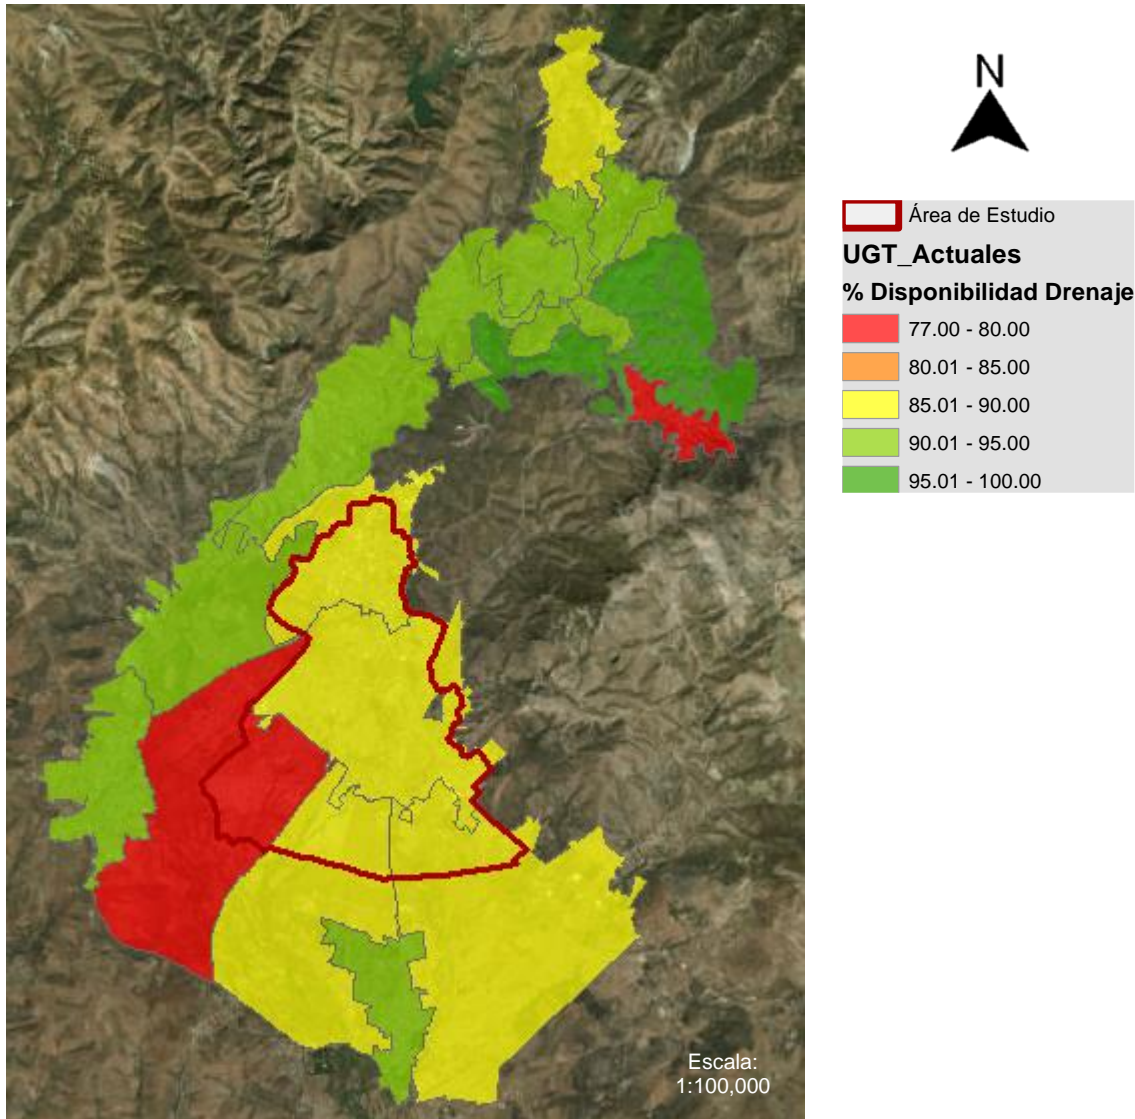 N
Área de Estudio
UGT_Actuales
% Disponibilidad Drenaje
77.00 - 80.00
80.01 - 85.00
85.01 - 90.00
90.01 - 95.00
95.01 - 100.00
Escala:
1:100,000